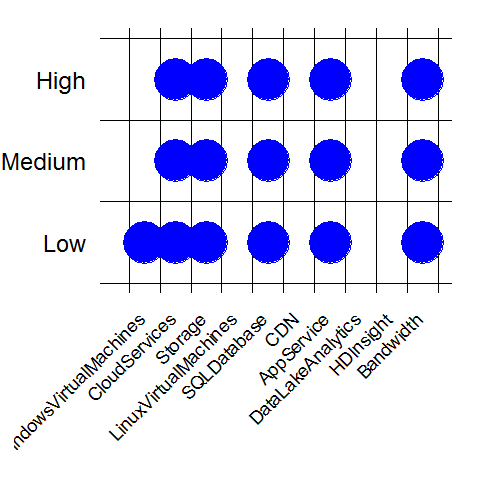 High
Medium
Low
ndowsVirtualMachines
CloudServices
Storage
LinuxVirtualMachines
SQLDatabase
CDN
AppService
DataLakeAnalytics
HDInsight
Bandwidth